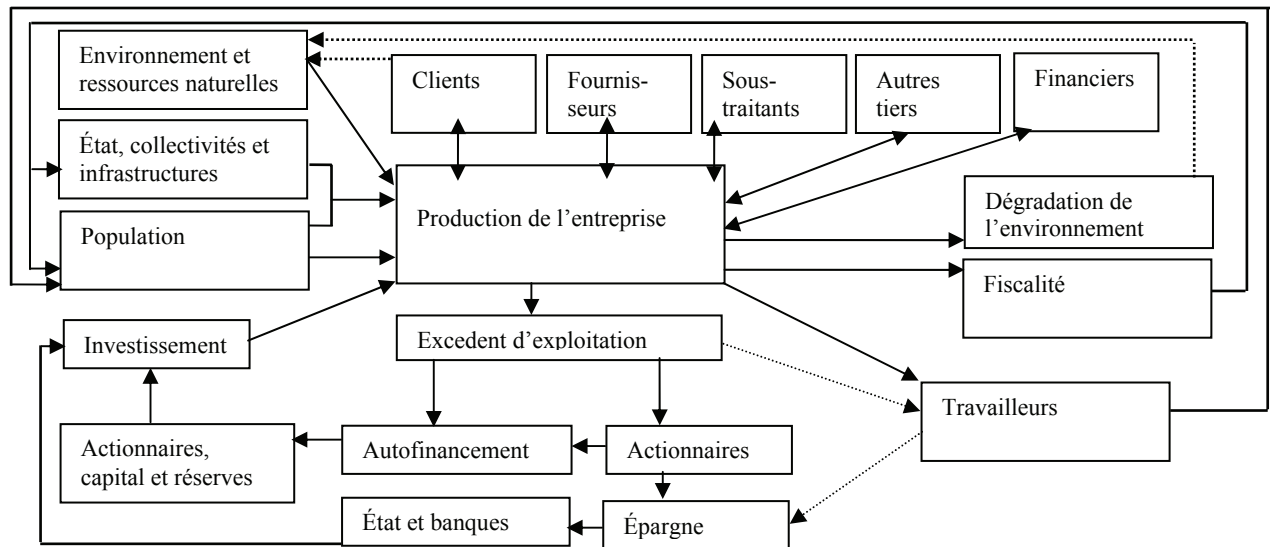 Environnement et
ressources naturelles
Clients
Fournis-
seurs
Sous-
traitants
Autres
tiers
Financiers
État, collectivités et
infrastructures
Population
Production de l’entreprise
Dégradation de
l’environnement
Fiscalité
Investissement
Excedent d’exploitation
Travailleurs
Actionnaires,
capital et réserves
Autofinancement
Actionnaires
État et banques
Épargne